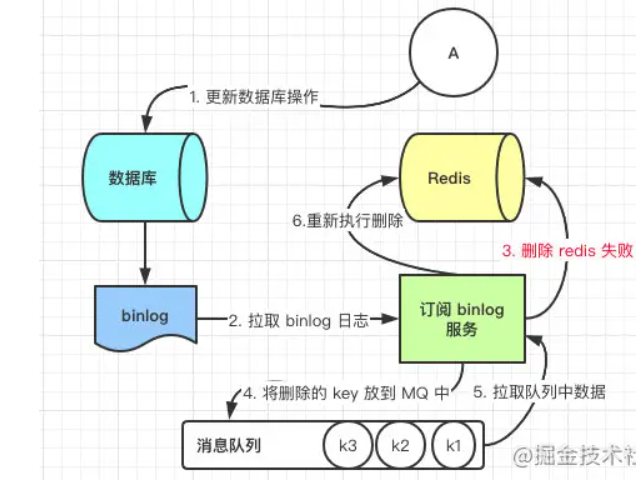 A
1. 更新数据库操作
数据库
Redis
6.重新执行删除
3. 删除 redis 失败
binlog
2. 拉取 binlog 日志
订阅 binlog
服务
4. 将删除的 key 放到 MQ 中
5. 拉取队列中数据
消息队列
k3
k2
k1
@掘金技术社